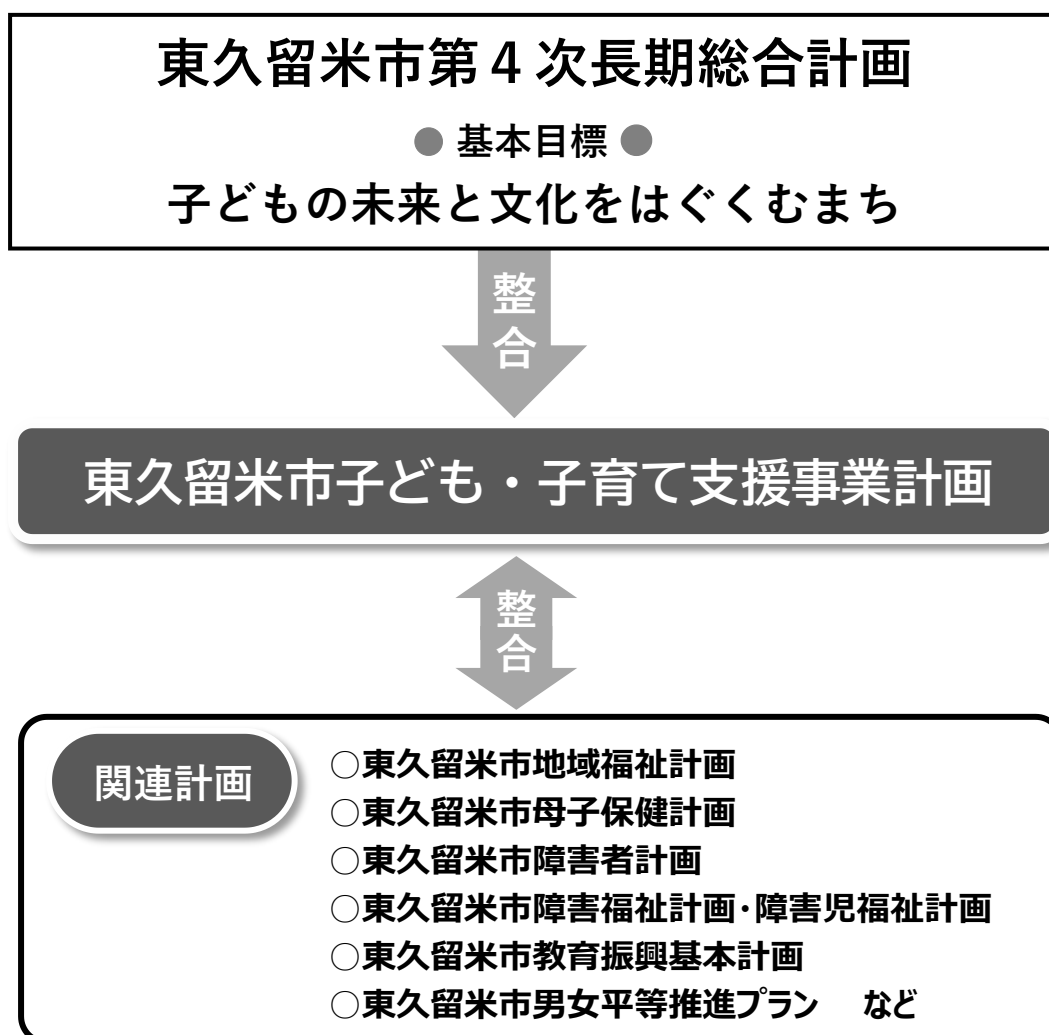 東久留米市第4次長期総合計画
● 基本目標 ●
子どもの未来と文化をはぐくむまち
整
合
東久留米市子ども・子育て支援事業計画
整
合
関連計画
○東久留米市地域福祉計画
○東久留米市母子保健計画
○東久留米市障害者計画
○東久留米市障害福祉計画・障害児福祉計画
○東久留米市教育振興基本計画
○東久留米市男女平等推進プラン　など